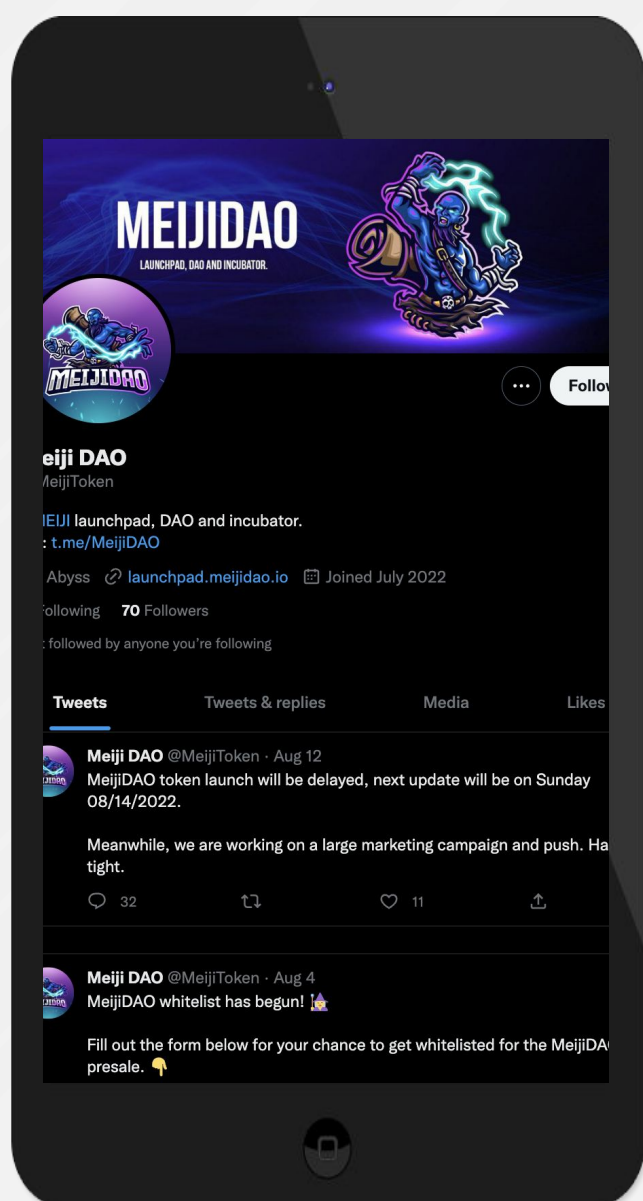 MEIJIDAO
LAUNCHPAD, DAO AND INCUBATOR.
MEIJIDAO
Follow
eiji DAO
MeijiToken
MEIJI launchpad, DAO and incubator.
: t.me/MeijiDAO
Abyss launchpad.meijidao.io Joined July 2022
Following 70 Followers
followed by anyone you're following
Tweets Tweets & replies Media Likes
Meiji DAO @MeijiToken · Aug 12
MeijiDAO token launch will be delayed, next update will be on Sunday
08/14/2022.
Meanwhile, we are working on a large marketing campaign and push. Ha
tight.
32 11
Meiji DAO @MeijiToken · Aug 4
MeijiDAO whitelist has begun! 🧙
Fill out the form below for your chance to get whitelisted for the MeijiDA
presale. 👇